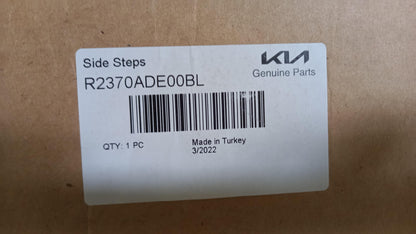 Side Steps
KIA
R2370ADE00BL
Genuine Parts
QTY: 1 PC
Made in Turkey
3/2022